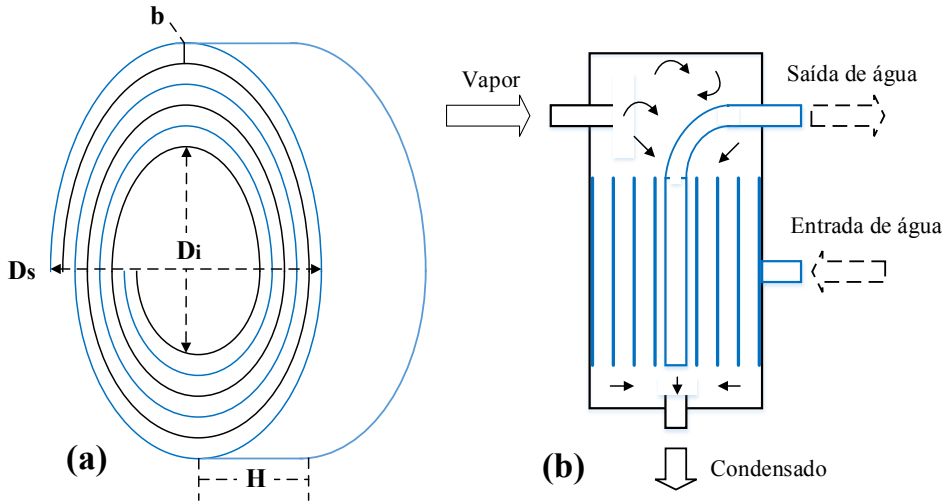 b
Di
Ds
H
(a)
Vapor
Saída de água
Entrada de água
(b)
Condensado